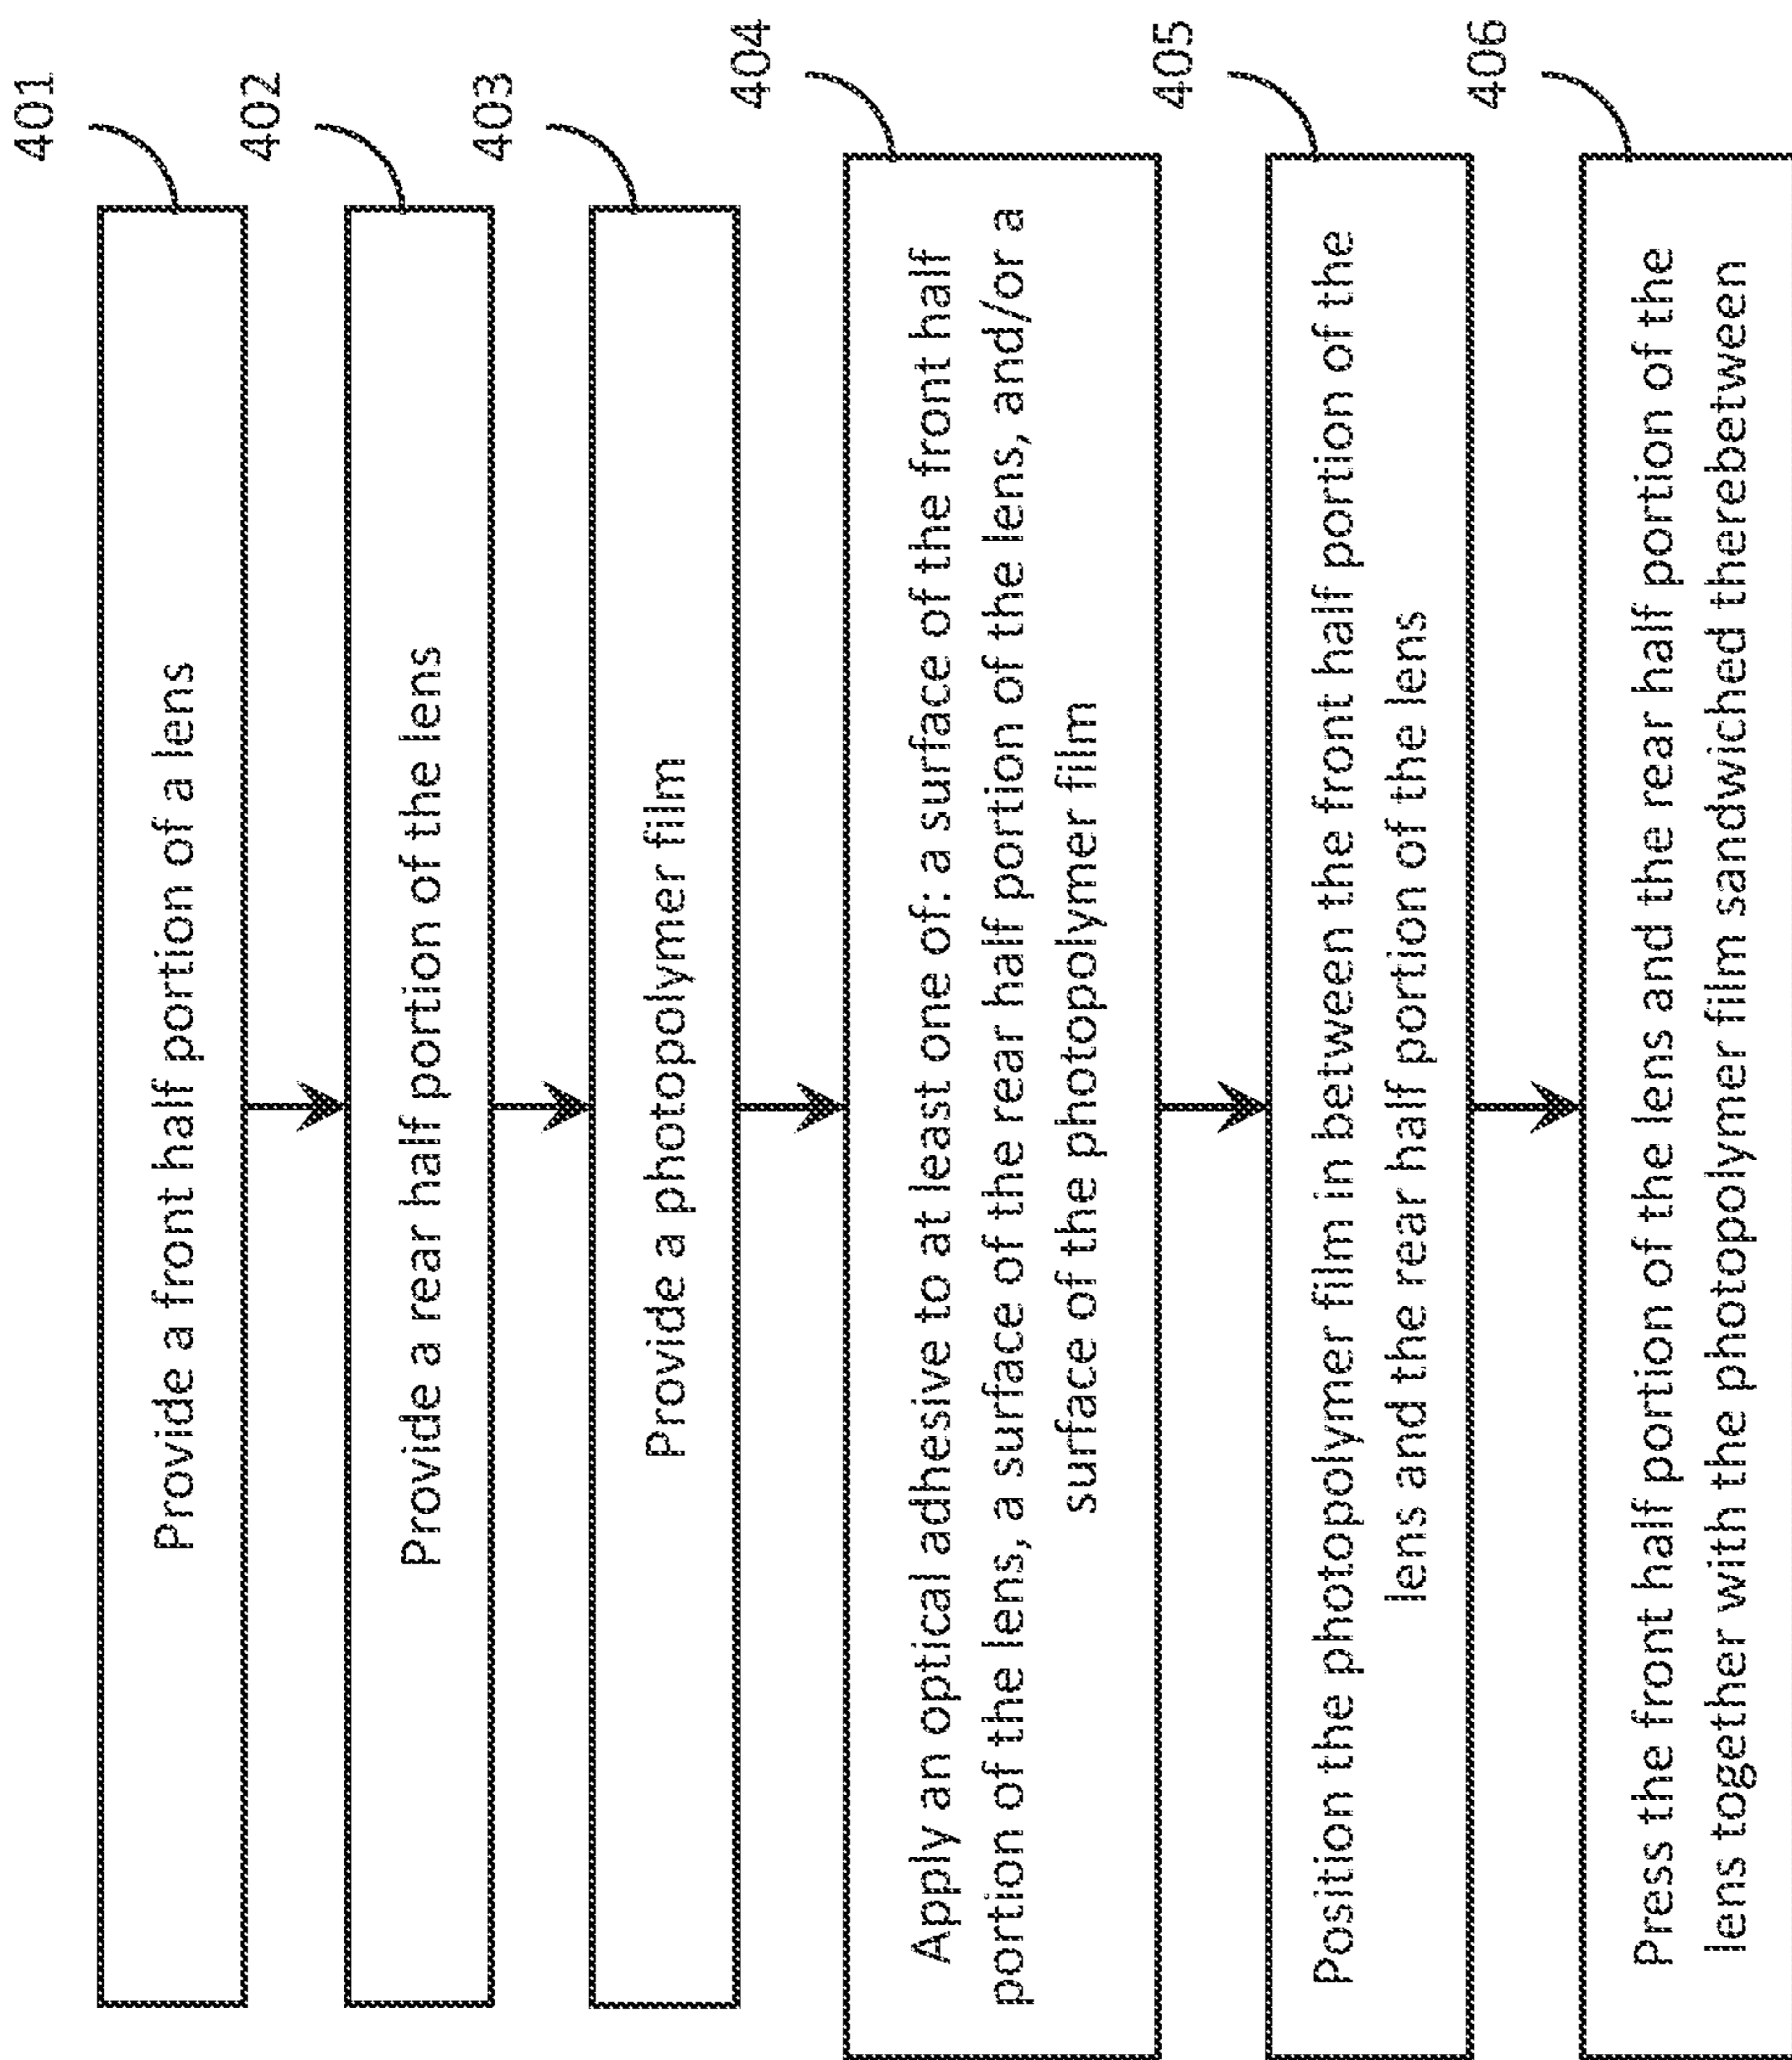 401
Provide a front half portion of a lens
402
Provide a rear half portion of the lens
403
Provide a photopolymer film
404
Apply an optical adhesive to at least one of: a surface of the front half
portion of the lens, a surface of the rear half portion of the lens, and/or a
surface of the photopolymer film
405
Position the photopolymer film in between the front half portion of the
lens and the rear half portion of the lens
406
Press the front half portion of the lens and the rear half portion of the
lens together with the photopolymer film sandwiched therebetween